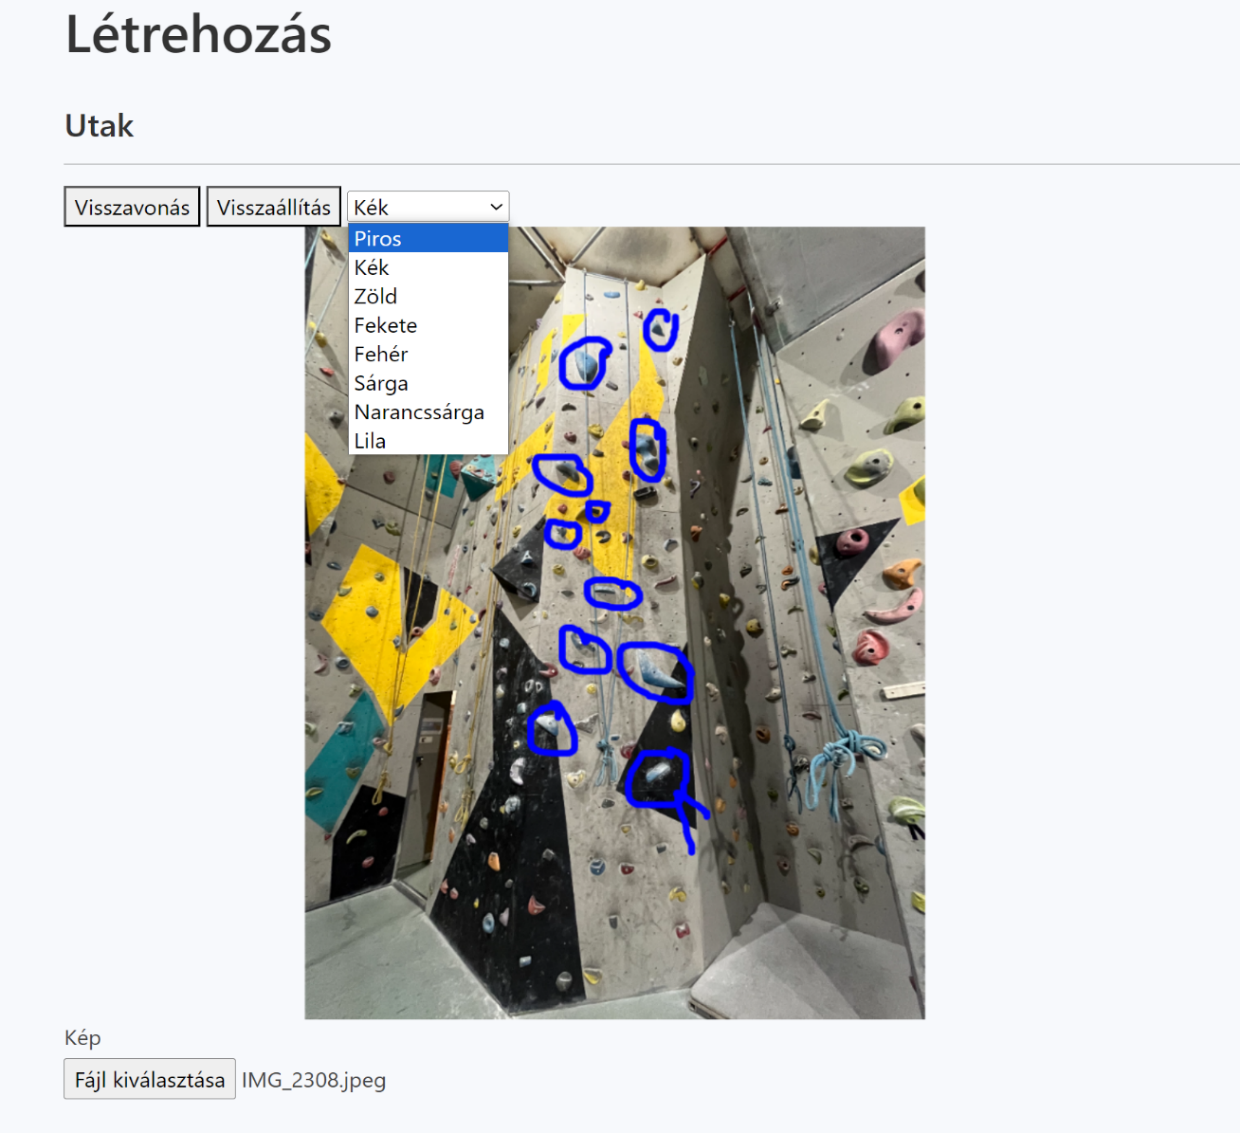 Létrehozás
Utak
Visszavonás Visszaállítás Kék
Piros
Kék
Zöld
Fekete
Fehér
Sárga
Narancssárga
Lila
Kép
Fájl kiválasztása IMG_2308.jpeg